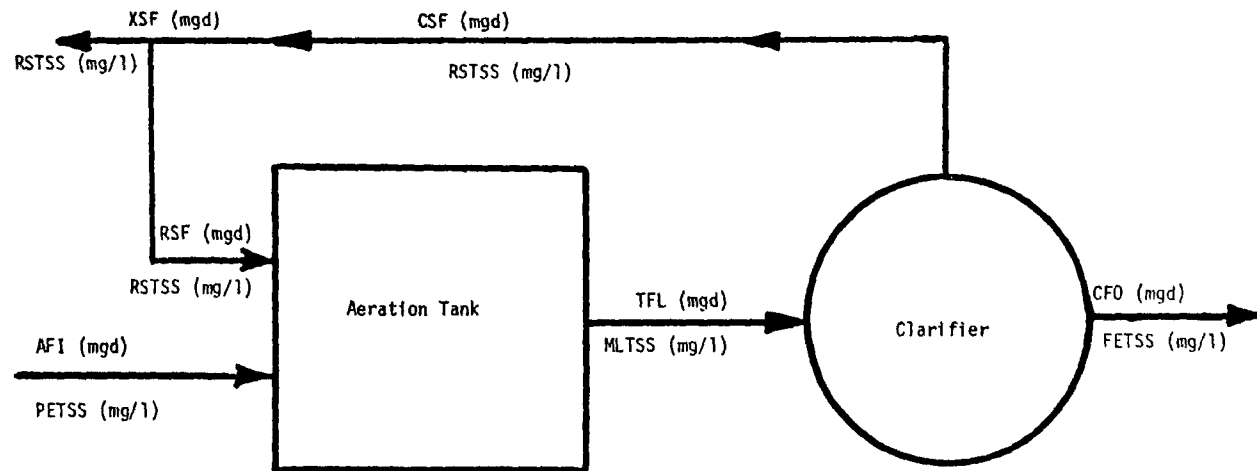 XSF (mgd)
CSF (mgd)
RSTSS (mg/l)
RSTSS (mg/l)
RSF (mgd)
RSTSS (mg/l)
Aeration Tank
TFL (mgd)
MLTSS (mg/l)
Clarifier
CFO (mgd)
FETSS (mg/l)
AFI (mgd)
PETSS (mg/l)